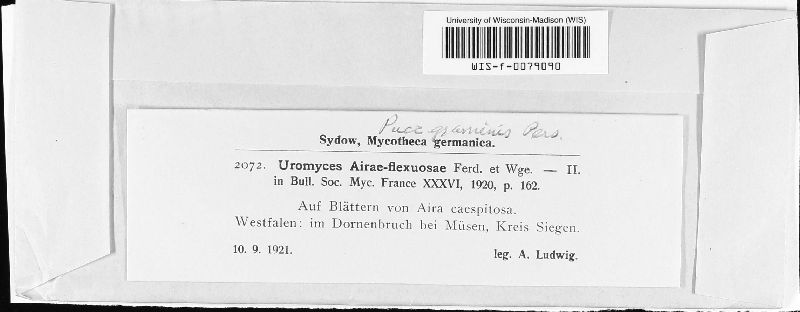 University of Wisconsin-Madison (WIS)
WIS-f-0079090
Pucc graminis Pers.
Sydow, Mycotheca germanica.
2072. Uromyces Airae-flexuosae Ferd. et Wge. — II.
in Bull. Soc. Myc. France XXXVI, 1920, p. 162.
Auf Blättern von Aira caespitosa.
Westfalen: im Dornenbruch bei Müsen, Kreis Siegen.
10. 9. 1921.
leg. A. Ludwig.